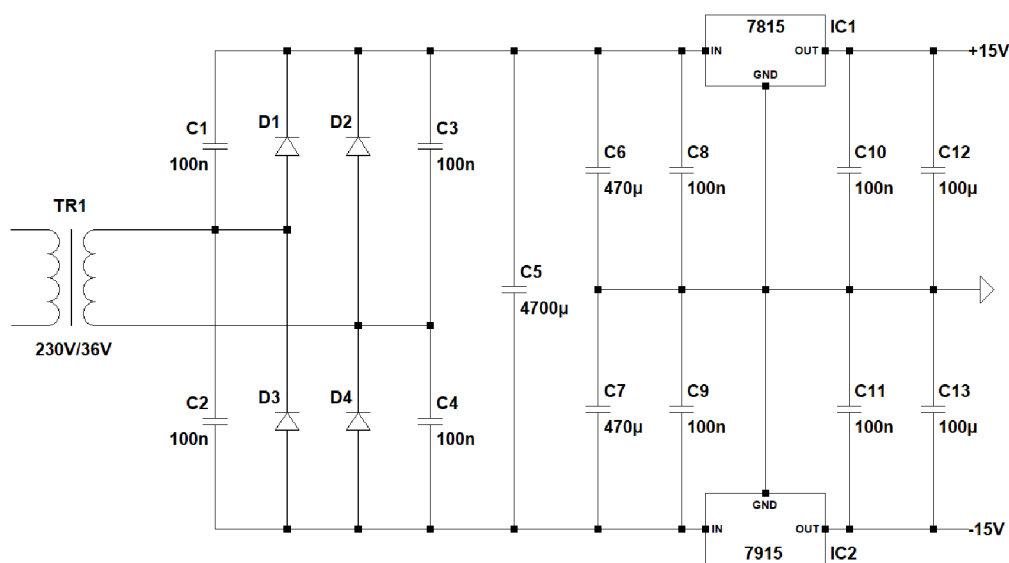 7815
IC1
IN
OUT
GND
+15V
C1
100n
D1
D2
C3
100n
C6
470µ
C8
100n
C10
100n
C12
100µ
TR1
230V/36V
C5
4700µ
C2
100n
D3
D4
C4
100n
C7
470µ
C9
100n
C11
100n
C13
100µ
GND
IN
OUT
-15V
7915
IC2